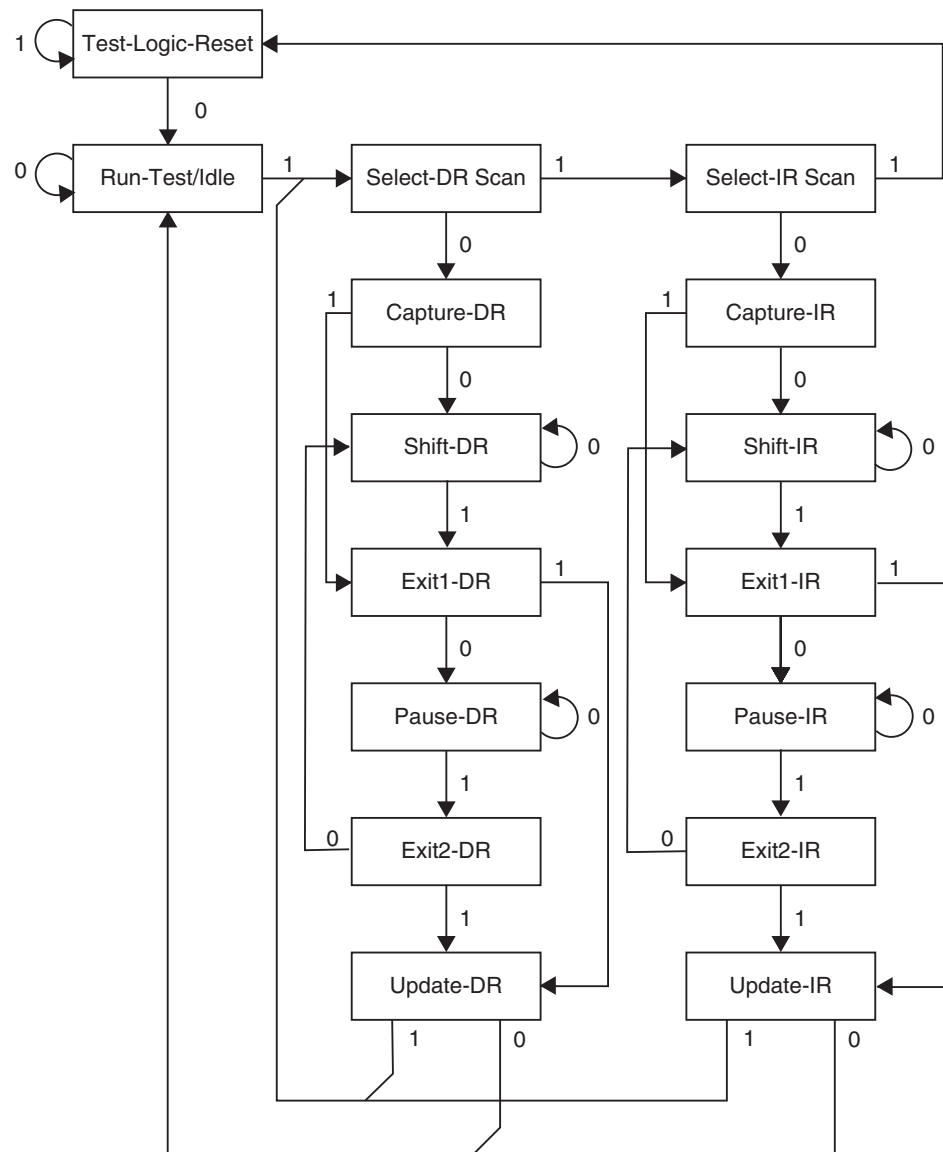 1 Test-Logic-Reset
0
0 Run-Test/Idle 1 Select-DR Scan 1 Select-IR Scan 1
0 0
1 Capture-DR 1 Capture-IR
0 0
Shift-DR 0 Shift-IR 0
1 1
Exit1-DR 1 Exit1-IR 1
0 0
Pause-DR 0 Pause-IR 0
1 1
0 Exit2-DR 0 Exit2-IR
1 1
Update-DR Update-IR
1 0 1 0